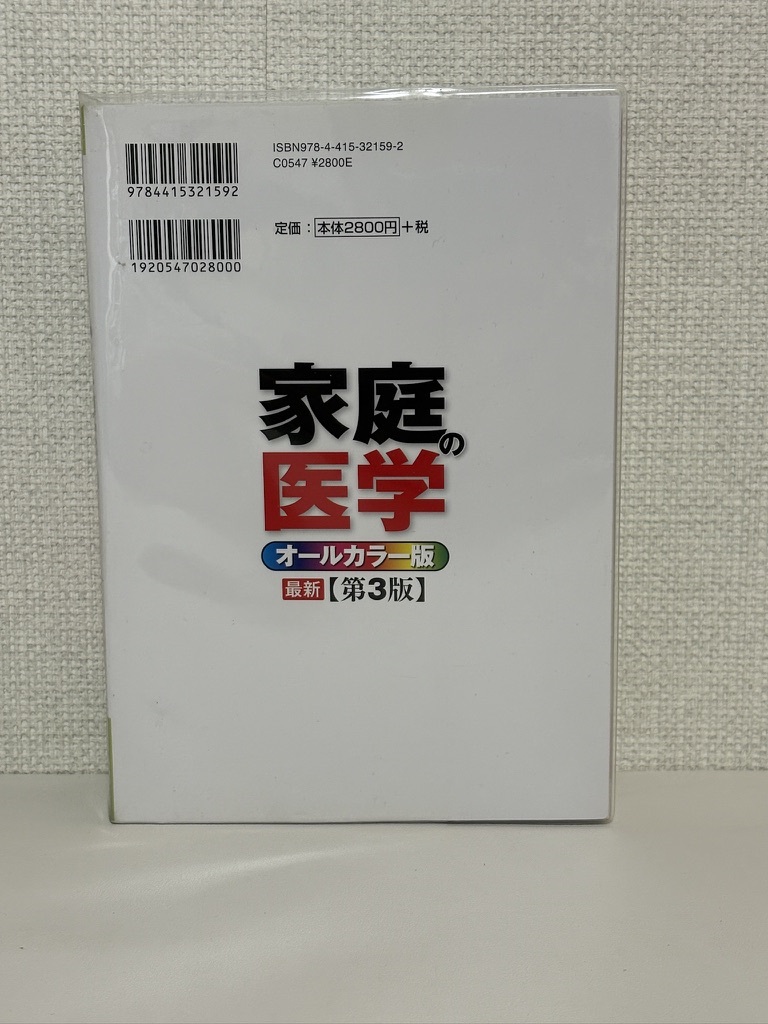 ISBN978-4-415-32159-2
C0547 ¥2800E
9784415321592
定価：本体2800円＋税
1920547028000
家庭の
医学
オールカラー版
最新【第3版】